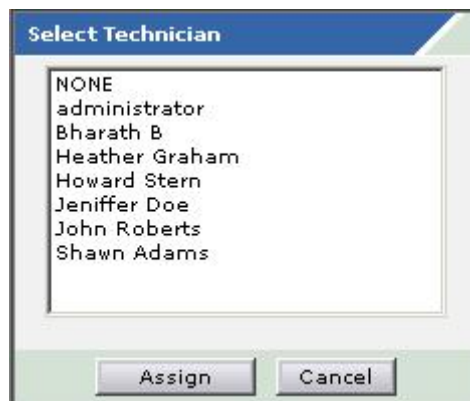 Select Technician
NONE
administrator
Bharath B
Heather Graham
Howard Stern
Jeniffer Doe
John Roberts
Shawn Adams
Assign Cancel